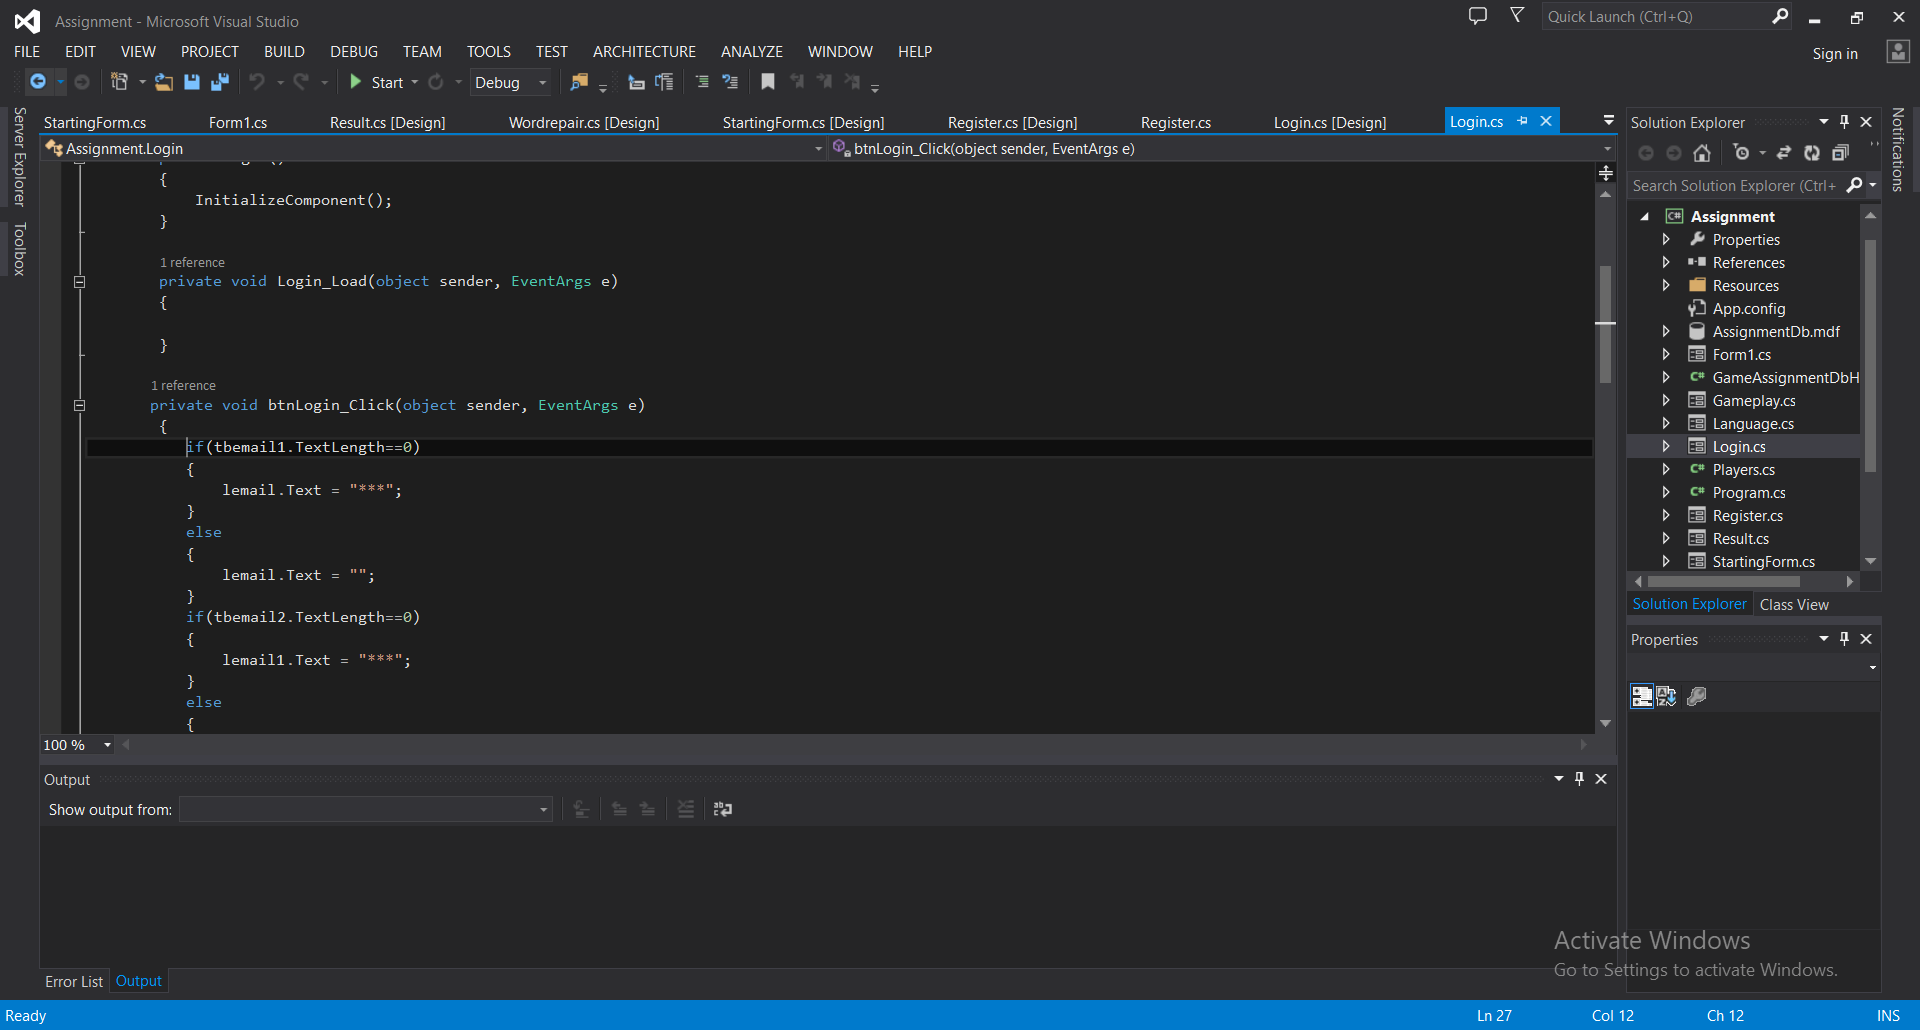 Assignment - Microsoft Visual Studio
Quick Launch (Ctrl+Q)
FILE EDIT VIEW PROJECT BUILD DEBUG TEAM TOOLS TEST ARCHITECTURE ANALYZE WINDOW HELP
Sign in
Start
Debug
Server Explorer
Toolbox
StartingForm.cs Form1.cs Result.cs [Design] Wordrepair.cs [Design] StartingForm.cs [Design] Register.cs [Design] Register.cs Login.cs [Design] Login.cs
Assignment.Login
btnLogin_Click(object sender, EventArgs e)
{
InitializeComponent();
}
1 reference
private void Login_Load(object sender, EventArgs e)
{
}
1 reference
private void btnLogin_Click(object sender, EventArgs e)
{
if(tbemail1.TextLength==0)
{
lemail.Text = "***";
}
else
{
lemail.Text = "";
}
if(tbemail2.TextLength==0)
{
lemail1.Text = "***";
}
else
{
100 %
Output
Show output from:
Error List Output
Solution Explorer
Search Solution Explorer (Ctrl+
C# Assignment
Properties
References
Resources
App.config
AssignmentDb.mdf
Form1.cs
C# GameAssignmentDbH
Gameplay.cs
Language.cs
Login.cs
C# Players.cs
C# Program.cs
Register.cs
Result.cs
StartingForm.cs
Solution Explorer Class View
Properties
Notifications
Activate Windows
Go to Settings to activate Windows.
Ready
Ln 27 Col 12 Ch 12 INS